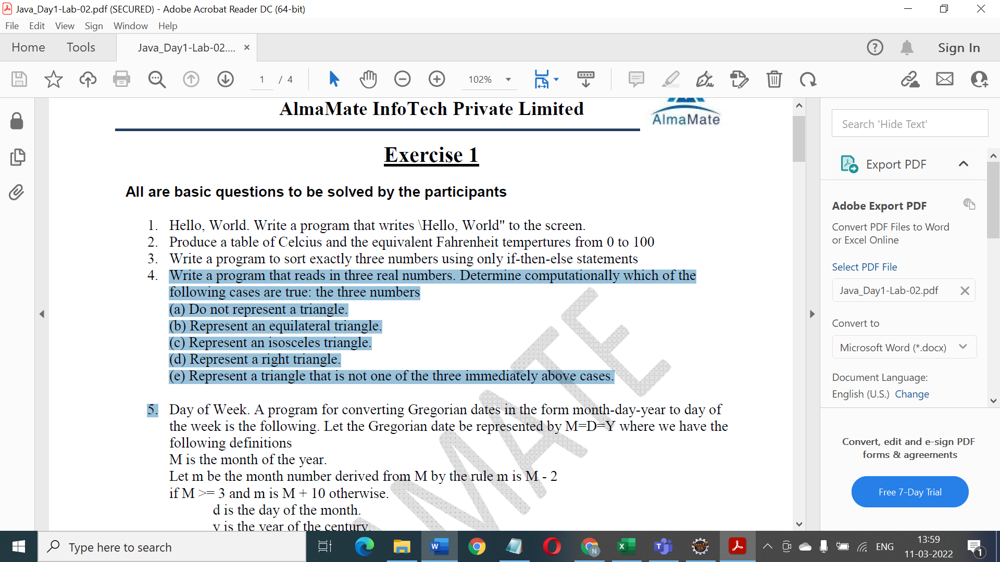 Java_Day1-Lab-02.pdf (SECURED) - Adobe Acrobat Reader DC (64-bit)
File Edit View Sign Window Help
Home Tools Java_Day1-Lab-02.... × Sign In
1 / 4 102%
AlmaMate InfoTech Private Limited
AlmaMate
Exercise 1
All are basic questions to be solved by the participants
1. Hello, World. Write a program that writes \Hello, World" to the screen.
2. Produce a table of Celcius and the equivalent Fahrenheit tempertures from 0 to 100
3. Write a program to sort exactly three numbers using only if-then-else statements
4. Write a program that reads in three real numbers. Determine computationally which of the
following cases are true: the three numbers
(a) Do not represent a triangle.
(b) Represent an equilateral triangle.
(c) Represent an isosceles triangle.
(d) Represent a right triangle.
(e) Represent a triangle that is not one of the three immediately above cases.
5. Day of Week. A program for converting Gregorian dates in the form month-day-year to day of
the week is the following. Let the Gregorian date be represented by M=D=Y where we have the
following definitions
M is the month of the year.
Let m be the month number derived from M by the rule m is M - 2
if M >= 3 and m is M + 10 otherwise.
d is the day of the month.
y is the year of the century.
AMATE
Search 'Hide Text'
Export PDF
Adobe Export PDF
Convert PDF Files to Word
or Excel Online
Select PDF File
Java_Day1-Lab-02.pdf
Convert to
Microsoft Word (*.docx)
Document Language:
English (U.S.) Change
Convert, edit and e-sign PDF
forms & agreements
Free 7-Day Trial
Type here to search
ENG
13:59
11-03-2022
1